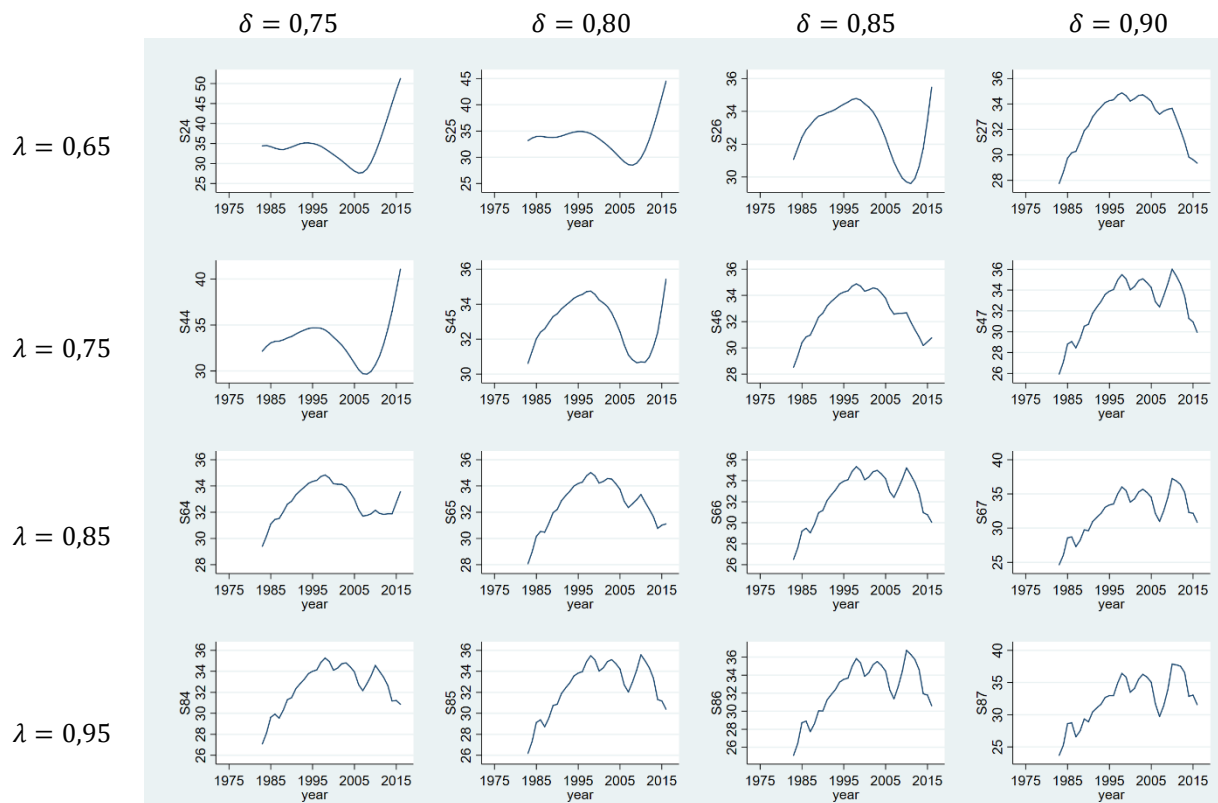 δ = 0,75 δ = 0,80 δ = 0,85 δ = 0,90
λ = 0,65
S24
50
45
40
35
30
25
1975 1985 1995 2005 2015
year
S25
45
40
35
30
25
1975 1985 1995 2005 2015
year
S26
36
34
32
30
1975 1985 1995 2005 2015
year
S27
36
34
32
30
28
1975 1985 1995 2005 2015
year
λ = 0,75
S44
40
35
30
1975 1985 1995 2005 2015
year
S45
36
34
32
30
1975 1985 1995 2005 2015
year
S46
36
34
32
30
28
1975 1985 1995 2005 2015
year
S47
36
34
32
30
28
26
1975 1985 1995 2005 2015
year
λ = 0,85
S64
36
34
32
30
28
1975 1985 1995 2005 2015
year
S65
36
34
32
30
28
1975 1985 1995 2005 2015
year
S66
36
34
32
30
28
26
1975 1985 1995 2005 2015
year
S67
40
35
30
25
1975 1985 1995 2005 2015
year
λ = 0,95
S84
36
34
32
30
28
26
1975 1985 1995 2005 2015
year
S85
36
34
32
30
28
26
1975 1985 1995 2005 2015
year
S86
36
34
32
30
28
26
1975 1985 1995 2005 2015
year
S87
40
35
30
25
1975 1985 1995 2005 2015
year